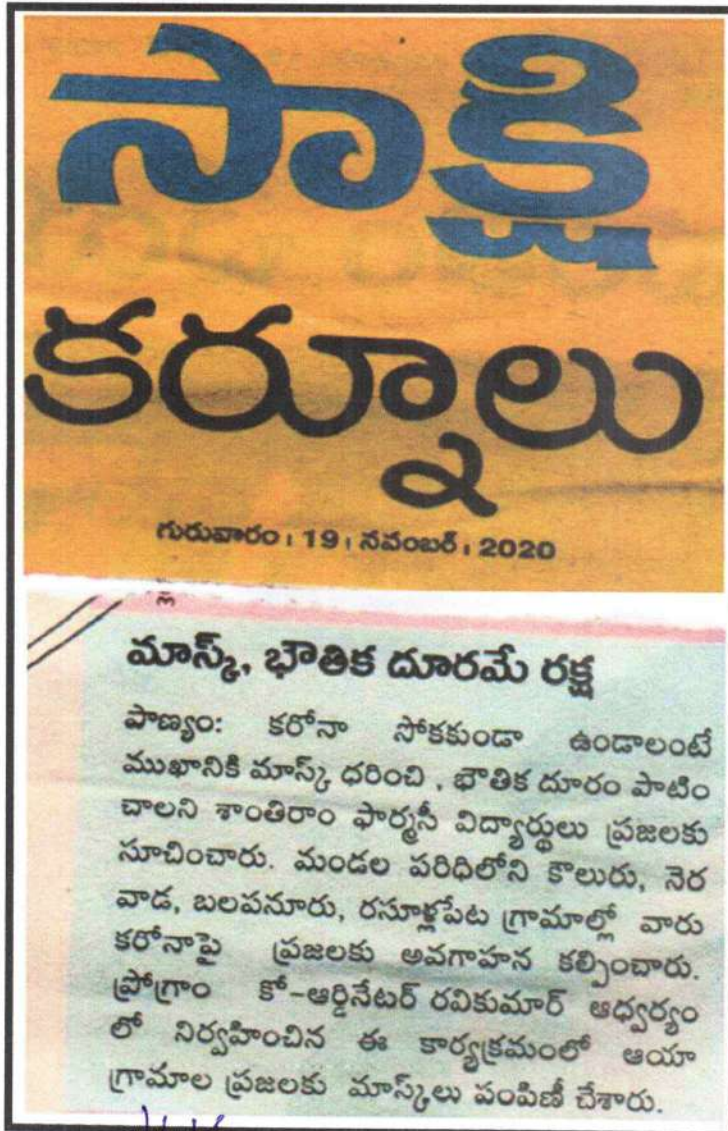 సాక్షి
కర్నూలు
గురువారం । 19 । నవంబర్ । 2020
మాస్క్, భౌతిక దూరమే రక్ష
పాణ్యం: కరోనా సోకకుండా ఉండాలంటే
ముఖానికి మాస్క్ ధరించి , భౌతిక దూరం పాటిం
చాలని శాంతిరాం ఫార్మసీ విద్యార్థులు ప్రజలకు
సూచించారు. మండల పరిధిలోని కౌలురు, నెర
వాడ, బలపనూరు, రసూళ్లపేట గ్రామాల్లో వారు
కరోనాపై ప్రజలకు అవగాహన కల్పించారు.
ప్రోగ్రాం కో-ఆర్డినేటర్ రవికుమార్ ఆధ్వర్యం
లో నిర్వహించిన ఈ కార్యక్రమంలో ఆయా
గ్రామాల ప్రజలకు మాస్క్‌లు పంపిణీ చేశారు.